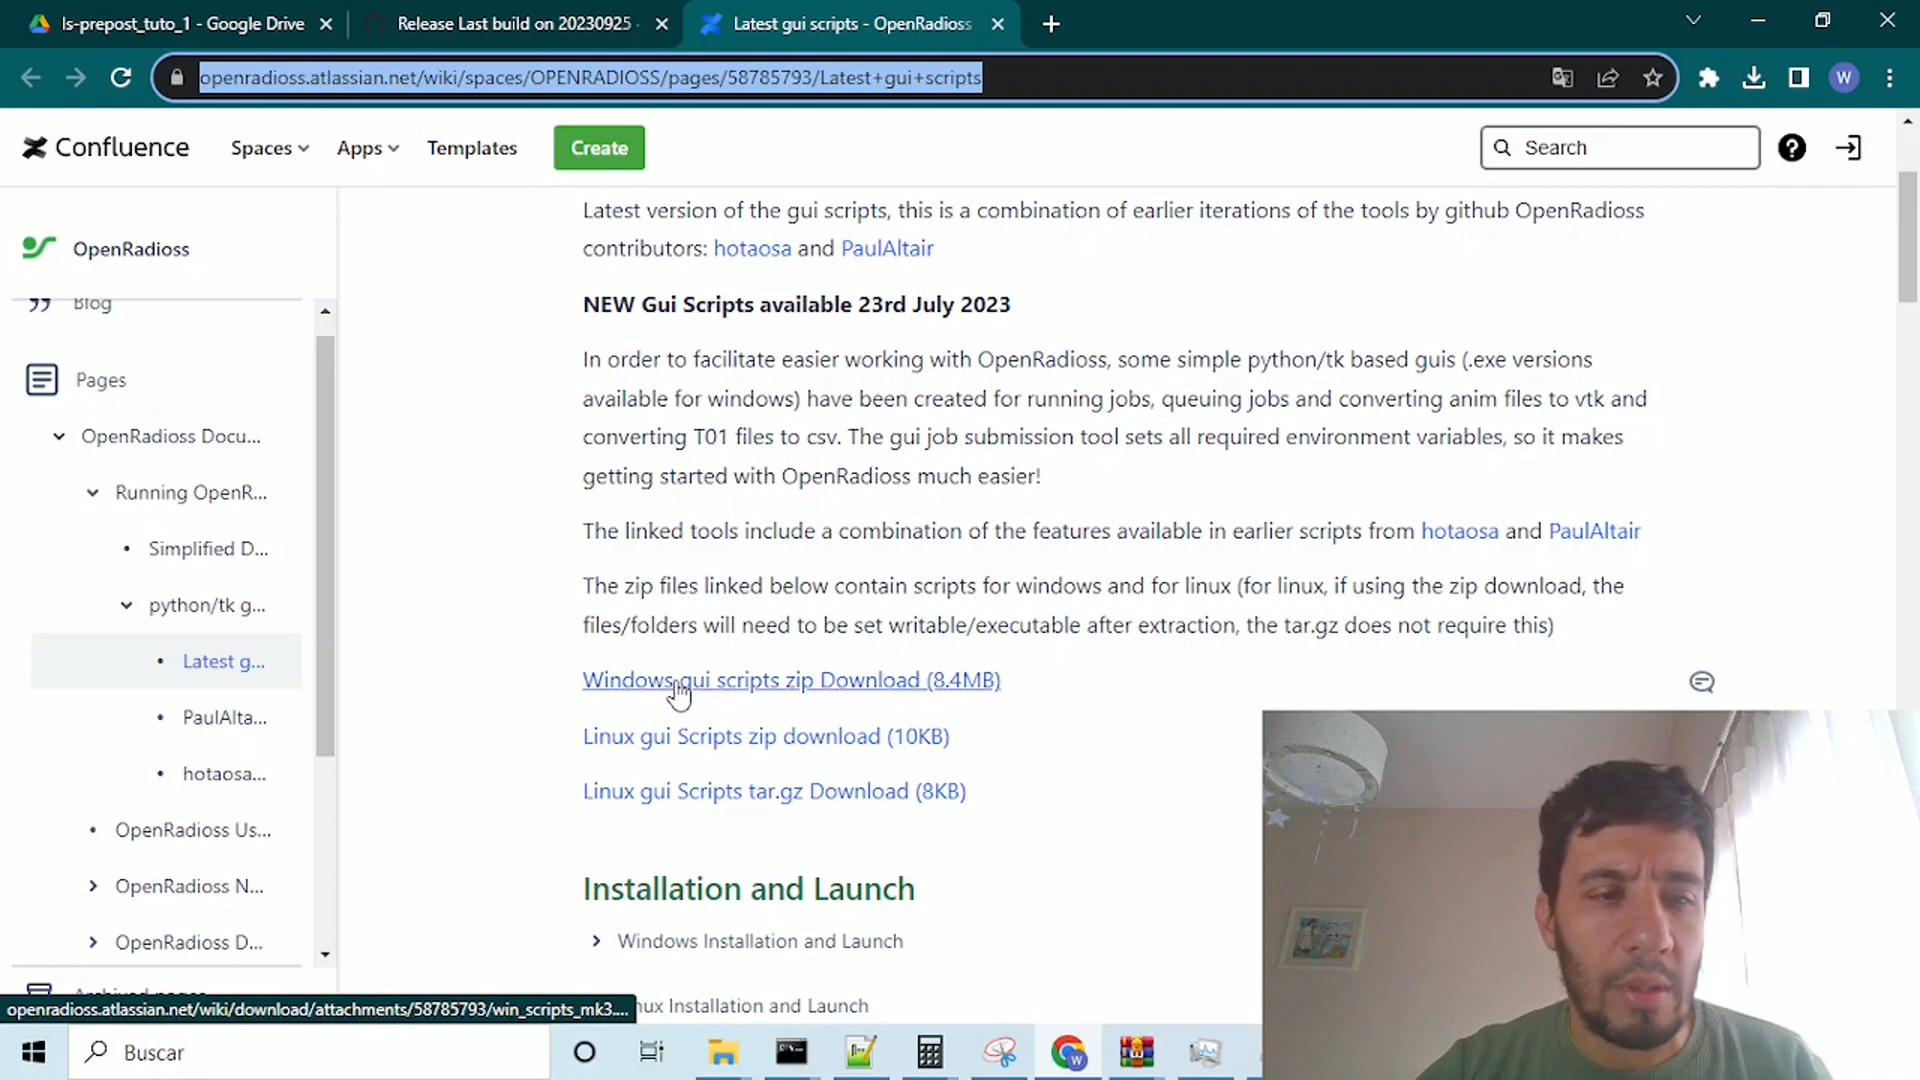 ls-prepost_tuto_1 - Google Drive
Release Last build on 20230925 -
Latest gui scripts - OpenRadioss
openradioss.atlassian.net/wiki/spaces/OPENRADIOSS/pages/58785793/Latest+gui+scripts
W
Confluence
Spaces
Apps
Templates
Create
Search
OpenRadioss
Blog
Pages
OpenRadioss Docu...
Running OpenR...
Simplified D...
python/tk g...
Latest g...
PaulAlta...
hotaosa...
OpenRadioss Us...
OpenRadioss N...
OpenRadioss D...
Archived pages
Latest version of the gui scripts, this is a combination of earlier iterations of the tools by github OpenRadioss
contributors: hotaosa and PaulAltair
NEW Gui Scripts available 23rd July 2023
In order to facilitate easier working with OpenRadioss, some simple python/tk based guis (.exe versions
available for windows) have been created for running jobs, queuing jobs and converting anim files to vtk and
converting T01 files to csv. The gui job submission tool sets all required environment variables, so it makes
getting started with OpenRadioss much easier!
The linked tools include a combination of the features available in earlier scripts from hotaosa and PaulAltair
The zip files linked below contain scripts for windows and for linux (for linux, if using the zip download, the
files/folders will need to be set writable/executable after extraction, the tar.gz does not require this)
Windows gui scripts zip Download (8.4MB)
Linux gui Scripts zip download (10KB)
Linux gui Scripts tar.gz Download (8KB)
Installation and Launch
Windows Installation and Launch
nux Installation and Launch
openradioss.atlassian.net/wiki/download/attachments/58785793/win_scripts_mk3....
Buscar
W